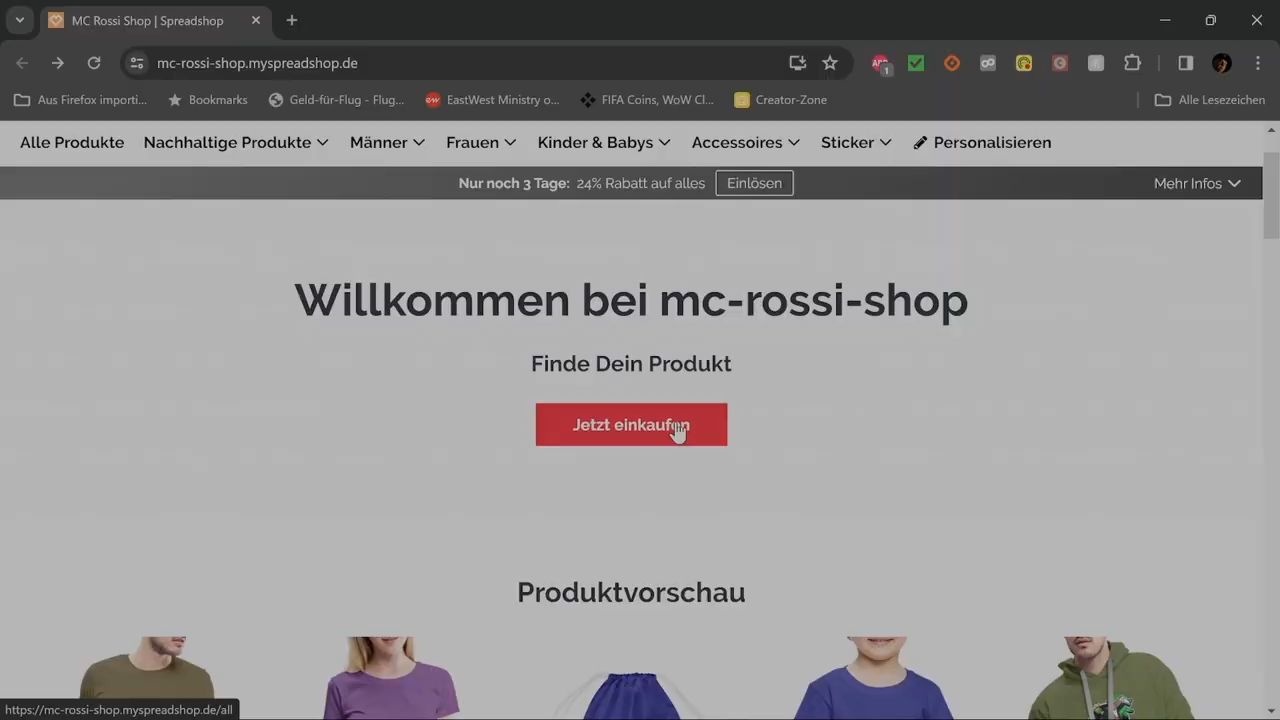 MC Rossi Shop | Spreadshop
mc-rossi-shop.myspreadshop.de
1
Aus Firefox importi...
Bookmarks
Geld-für-Flug - Flug...
EastWest Ministry o...
FIFA Coins, WoW Cl...
Creator-Zone
Alle Lesezeichen
Alle Produkte
Nachhaltige Produkte
Männer
Frauen
Kinder & Babys
Accessoires
Sticker
Personalisieren
Nur noch 3 Tage: 24% Rabatt auf alles
Einlösen
Mehr Infos
Willkommen bei mc-rossi-shop
Finde Dein Produkt
Jetzt einkaufen
Produktvorschau
https://mc-rossi-shop.myspreadshop.de/all